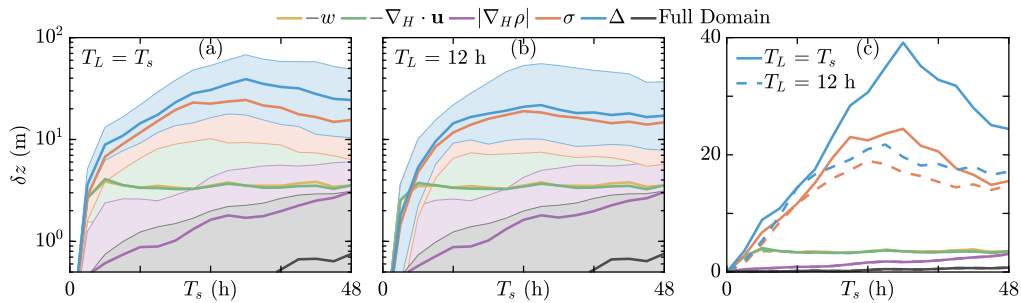 −w −∇_H · u |∇_H ρ| σ Δ Full Domain
(a) (b) (c)
T_L = T_s T_L = 12 h T_L = T_s
T_L = 12 h
10^2
10^1
10^0
δz (m)
40
20
0
0 T_s (h) 48 0 T_s (h) 48 0 T_s (h) 48